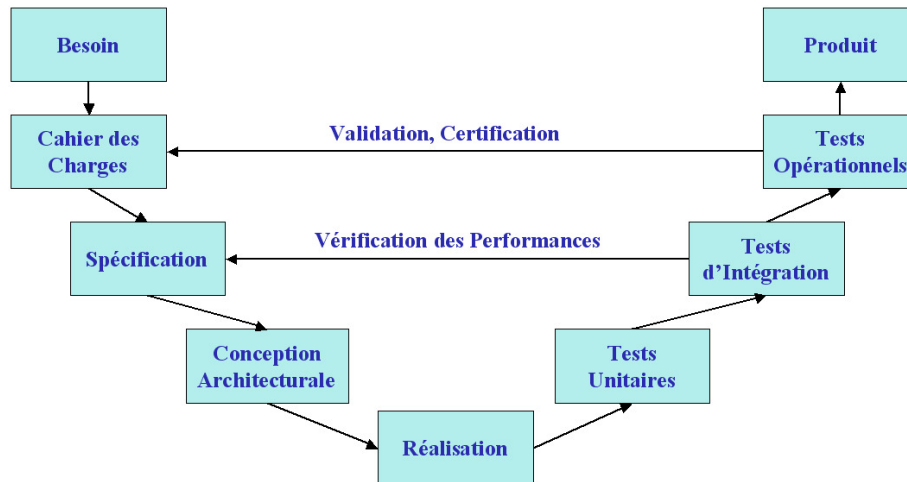 Besoin
Produit
Cahier des
Charges
Validation, Certification
Tests
Opérationnels
Spécification
Vérification des Performances
Tests
d'Intégration
Conception
Architecturale
Tests
Unitaires
Réalisation